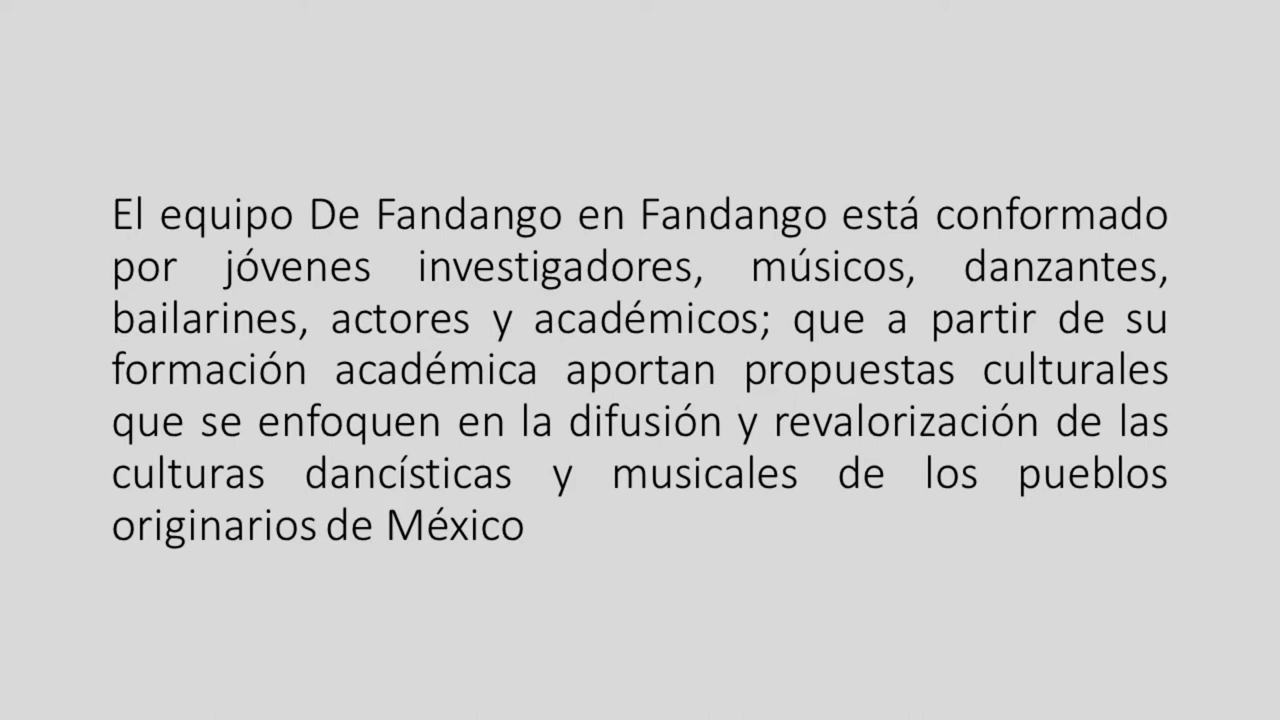 El equipo De Fandango en Fandango está conformado
por jóvenes investigadores, músicos, danzantes,
bailarines, actores y académicos; que a partir de su
formación académica aportan propuestas culturales
que se enfoquen en la difusión y revalorización de las
culturas dancísticas y musicales de los pueblos
originarios de México